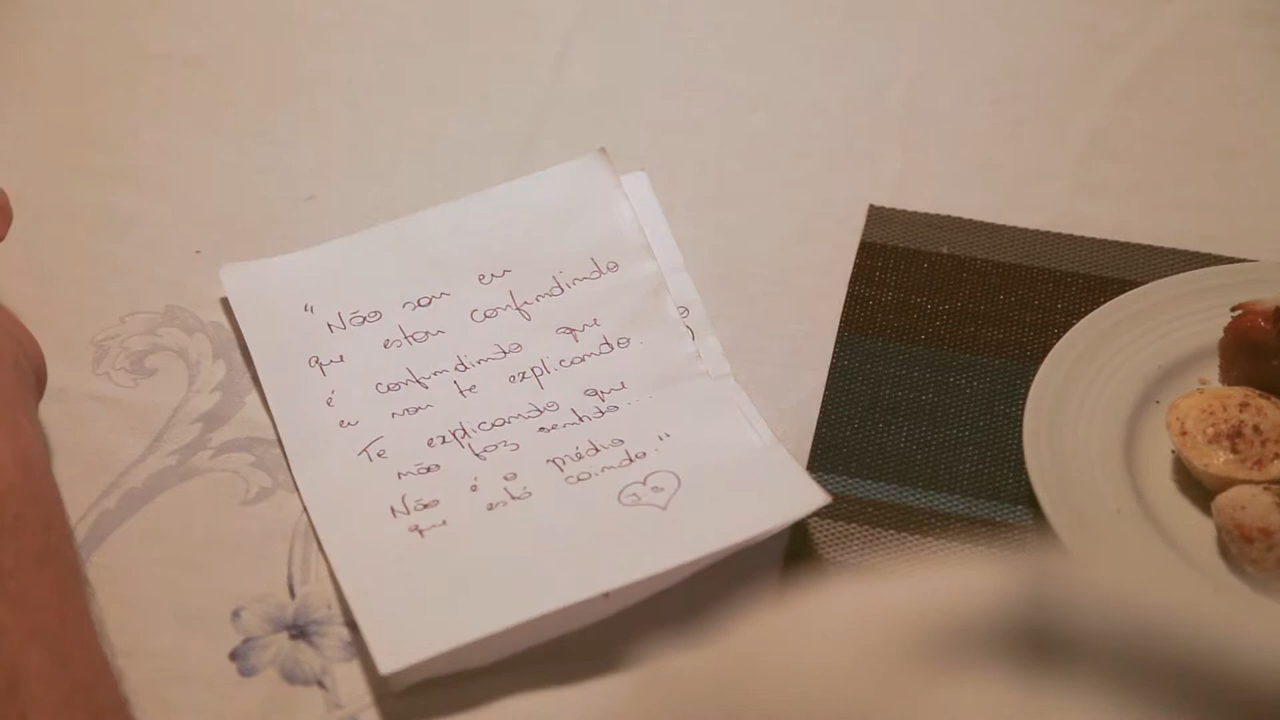 "Não sou eu
que estou confundindo
é confundindo que
eu vou te explicando.
Te explicando que
não faz sentido...
Não é o prédio
que está caindo."
J S